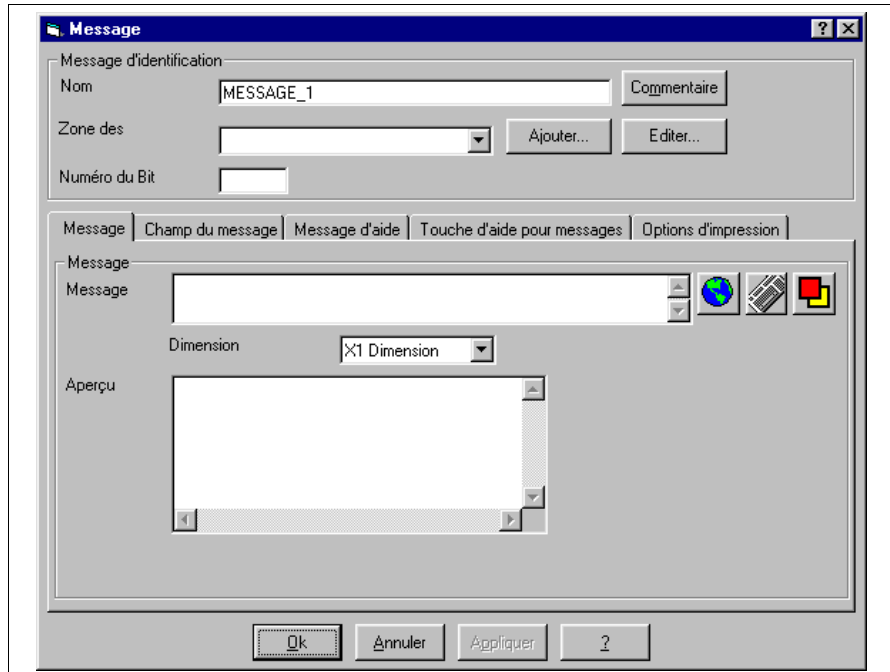 Message
Message d'identification
Nom
MESSAGE_1
Commentaire
Zone des
Ajouter...
Editer...
Numéro du Bit
Message
Champ du message
Message d'aide
Touche d'aide pour messages
Options d'impression
Message
Message
Dimension
X1 Dimension
Aperçu
Ok
Annuler
Appliquer
?